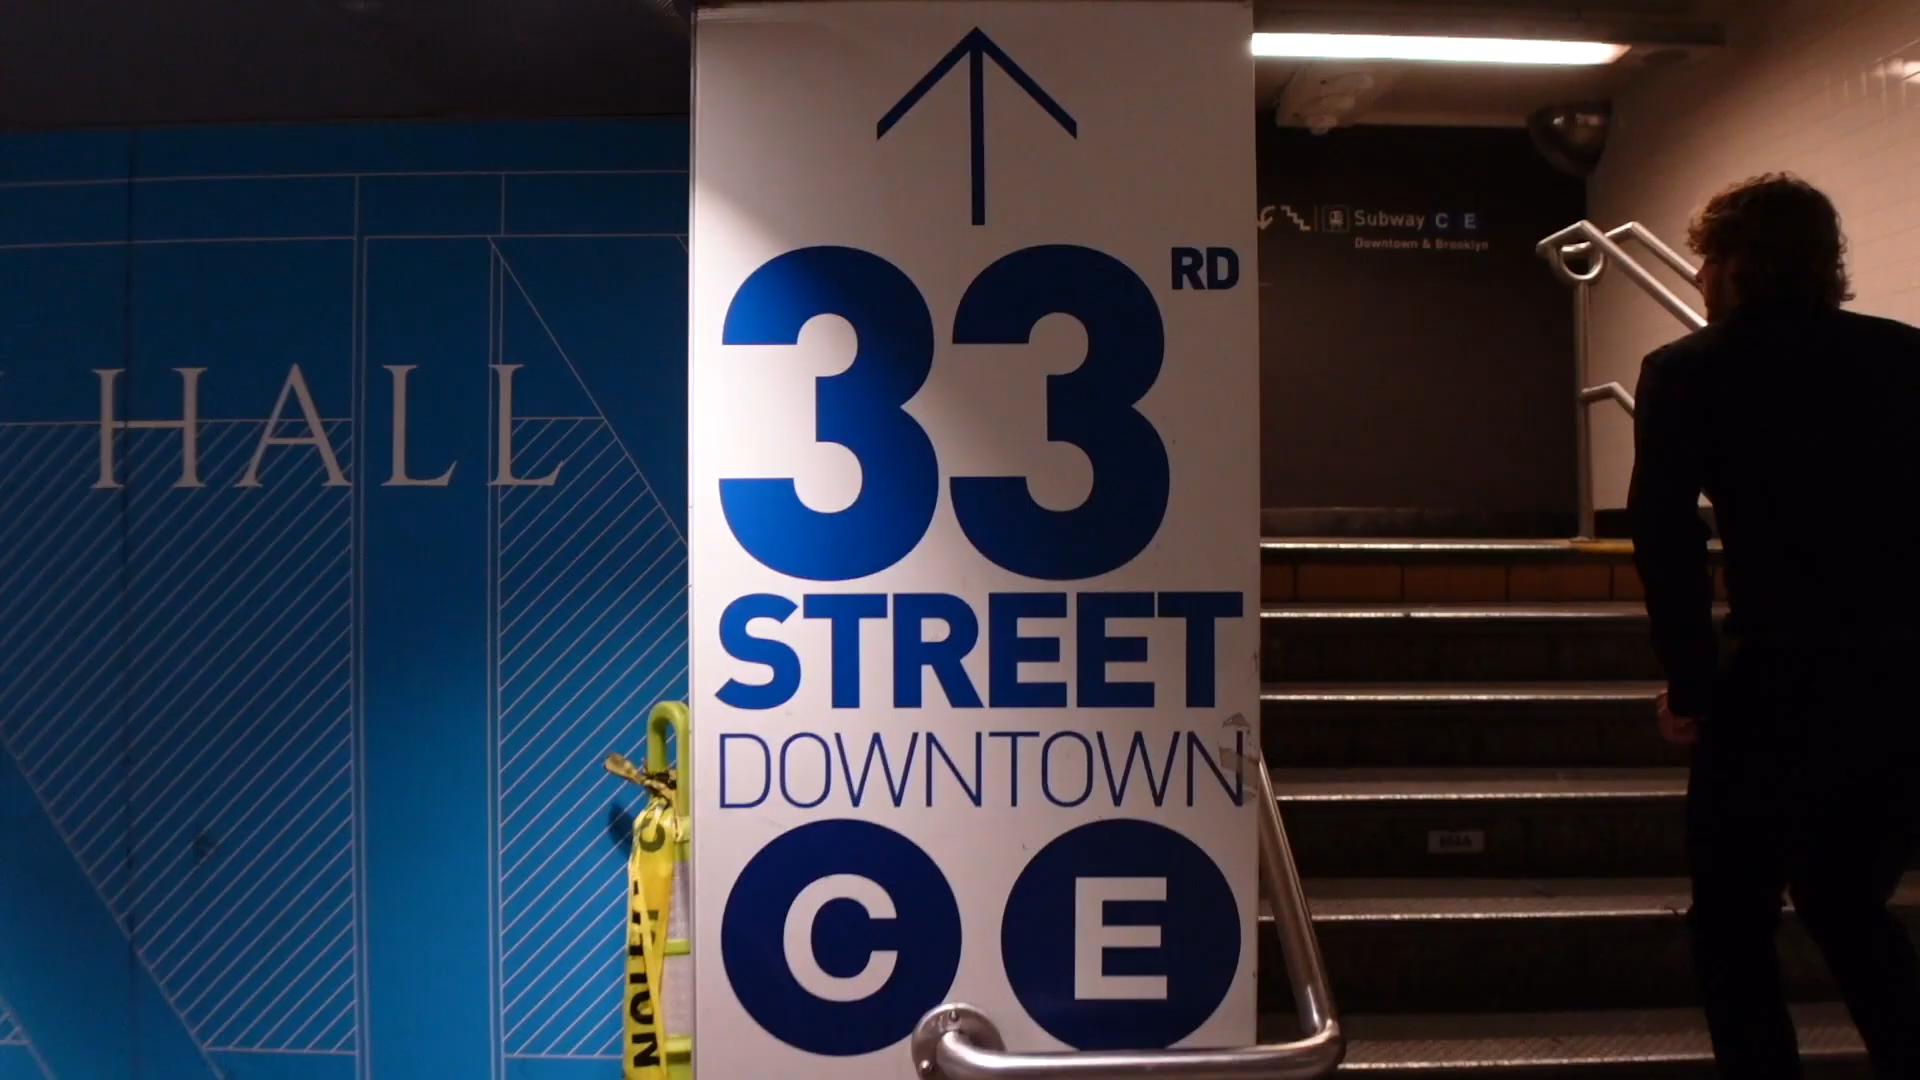 HALL
33RD
STREET
DOWNTOWN
C E
Subway C E
Downtown & Brooklyn